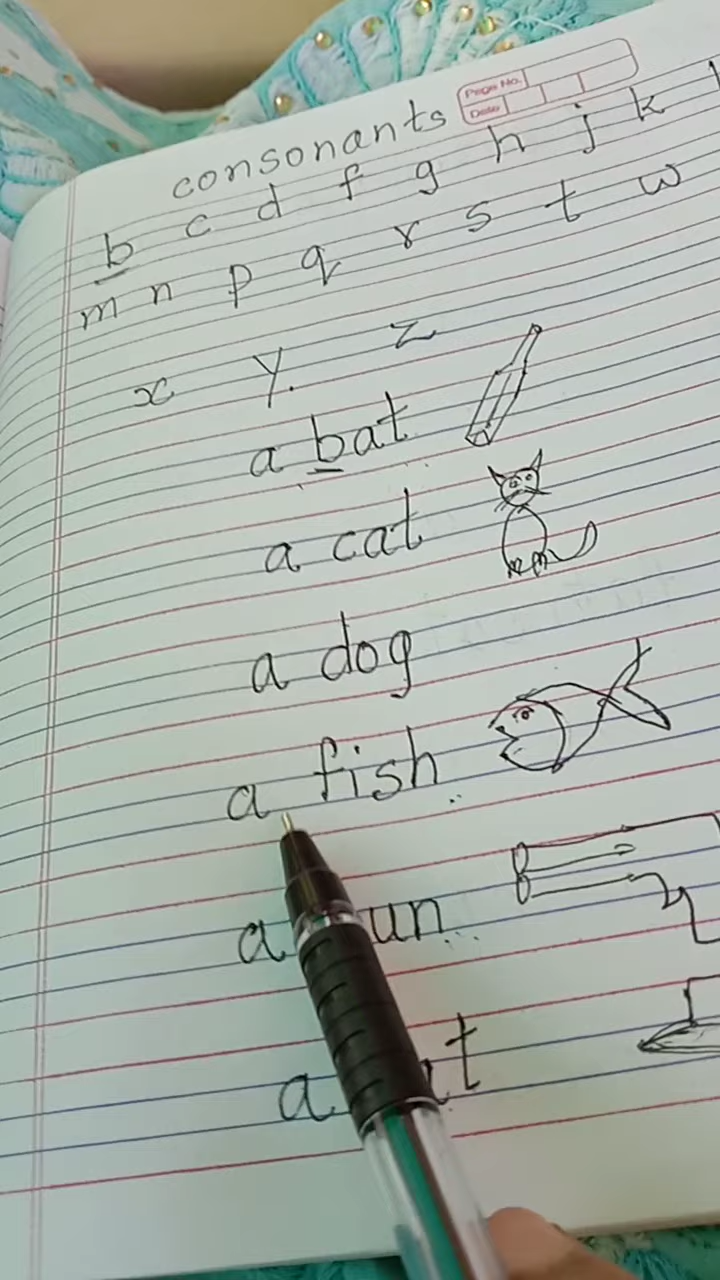 Page No.
Date
consonants
b c d f g h j k l
m n p q r s t w
x y. z
a bat
a cat
a dog
a fish
a
a